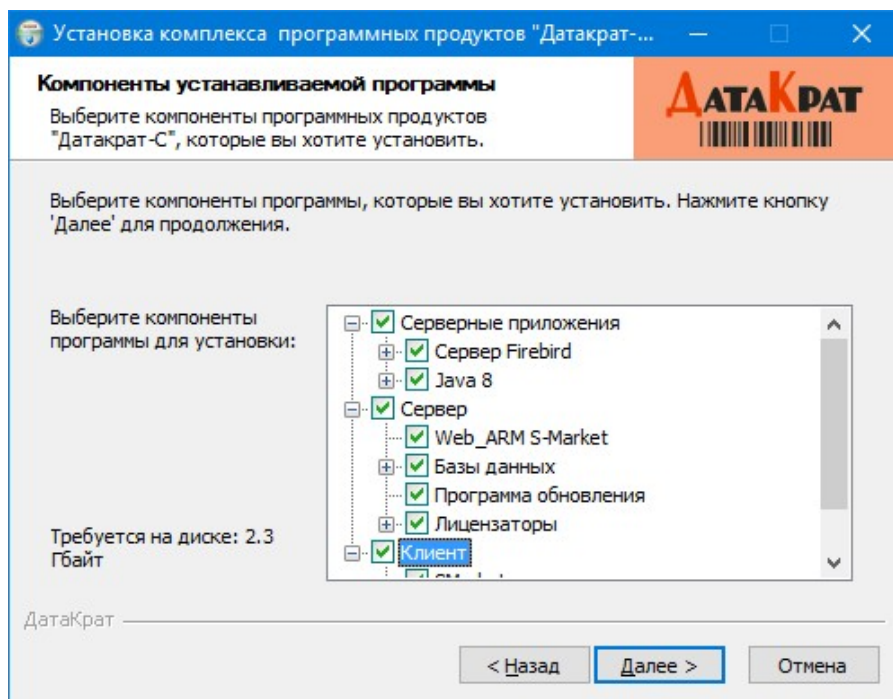 Установка комплекса программных продуктов "Датакрат-...
Компоненты устанавливаемой программы
Выберите компоненты программных продуктов
"Датакрат-С", которые вы хотите установить.
ДАТАКРАТ
Выберите компоненты программы, которые вы хотите установить. Нажмите кнопку
'Далее' для продолжения.
Выберите компоненты
программы для установки:
Серверные приложения
Сервер Firebird
Java 8
Сервер
Web_ARM S-Market
Базы данных
Программа обновления
Лицензаторы
Клиент
Требуется на диске: 2.3
Гбайт
ДатаКрат
< Назад
Далее >
Отмена